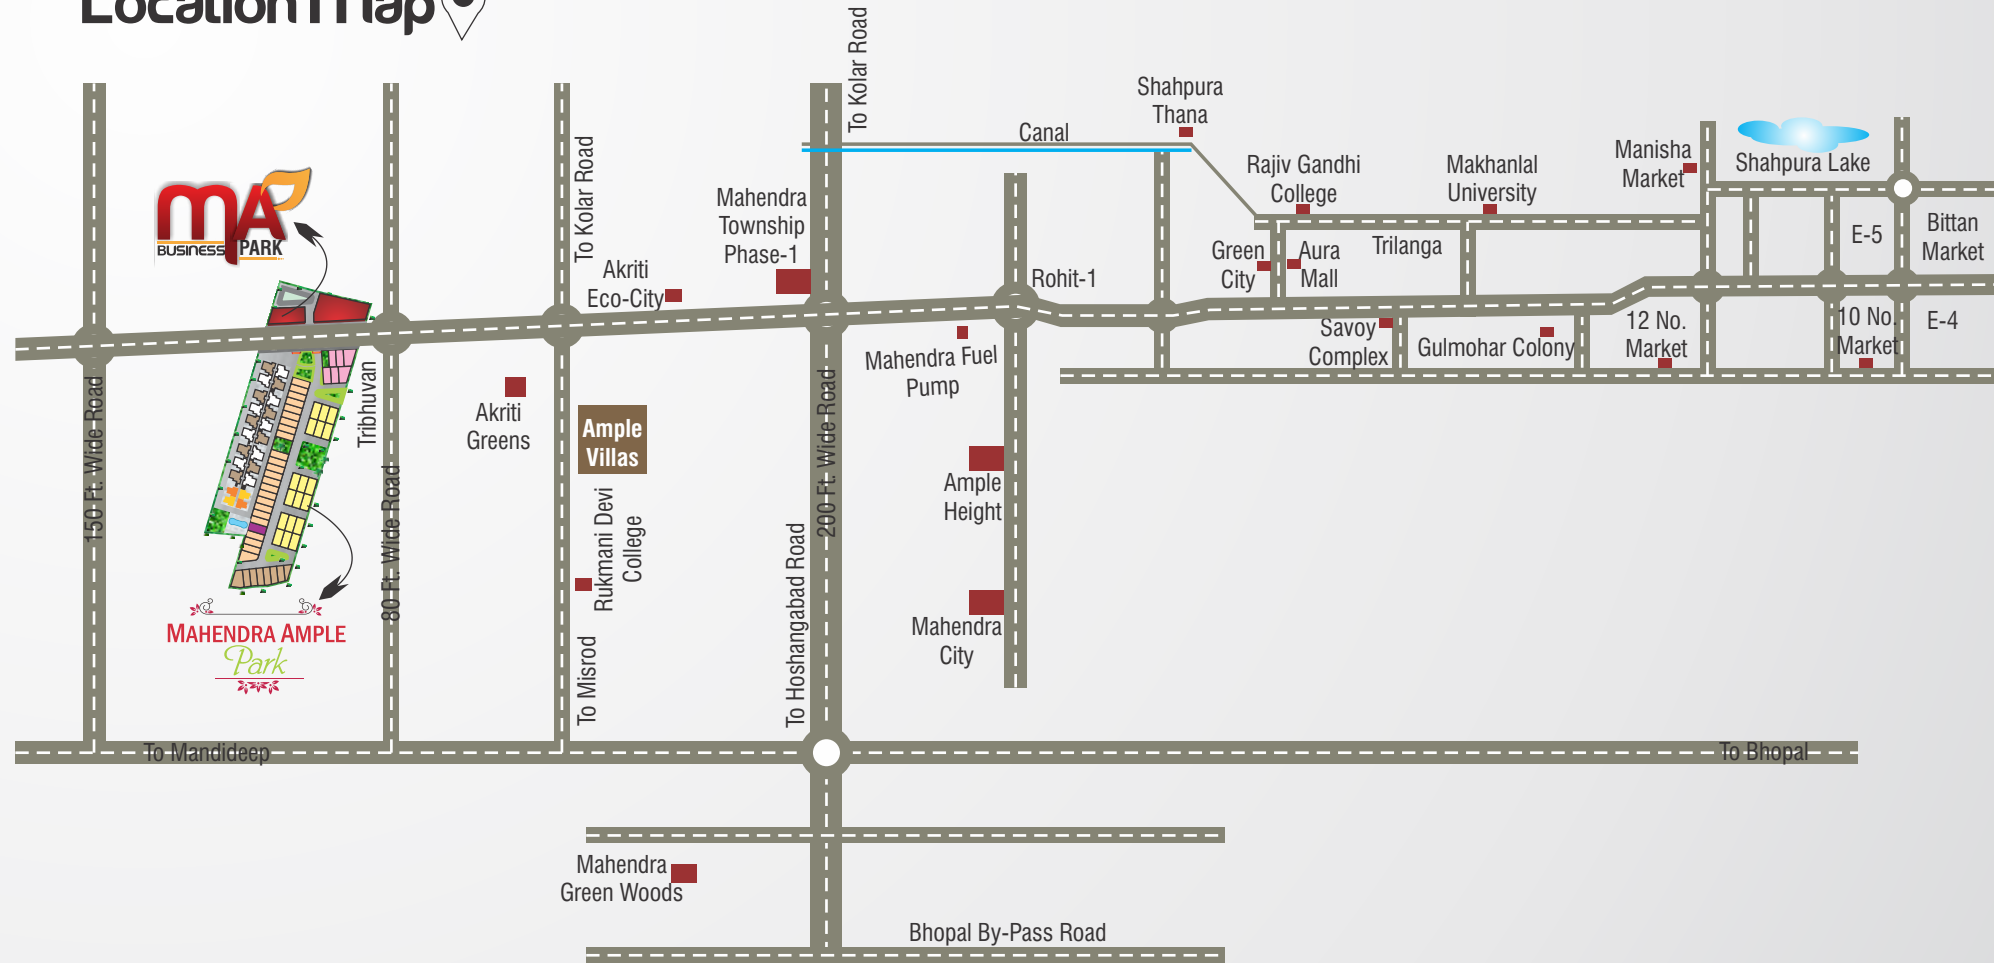 Location Map
To Kolar Road
To Kolar Road
Canal
Shahpura
Thana
Rajiv Gandhi
College
Makhanlal
University
Manisha
Market
Shahpura Lake
mA
BUSINESS PARK
Mahendra
Township
Phase-1
Akriti
Eco-City
Rohit-1
Green
City
Aura
Mall
Trilanga
E-5
Bittan
Market
Mahendra Fuel
Pump
Savoy
Complex
Gulmohar Colony
12 No.
Market
10 No.
Market
E-4
150 Ft. Wide Road
Tribhuvan
80 Ft. Wide Road
Akriti
Greens
Ample
Villas
200 Ft. Wide Road
Rukmani Devi
College
Ample
Height
To Misrod
To Hoshangabad Road
Mahendra
City
MAHENDRA AMPLE
Park
To Mandideep
To Bhopal
Mahendra
Green Woods
Bhopal By-Pass Road